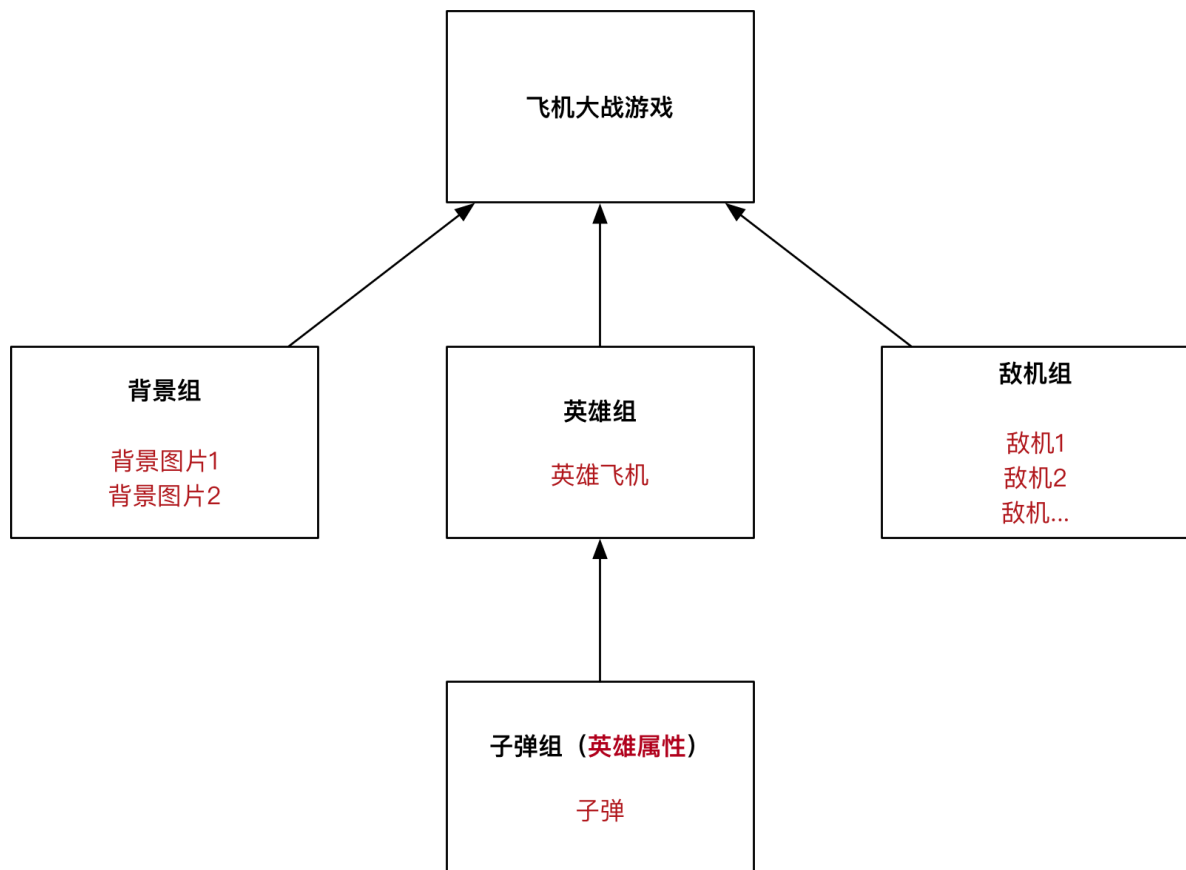 飞机大战游戏
背景组
背景图片1
背景图片2
英雄组
英雄飞机
敌机组
敌机1
敌机2
敌机...
子弹组（英雄属性）
子弹